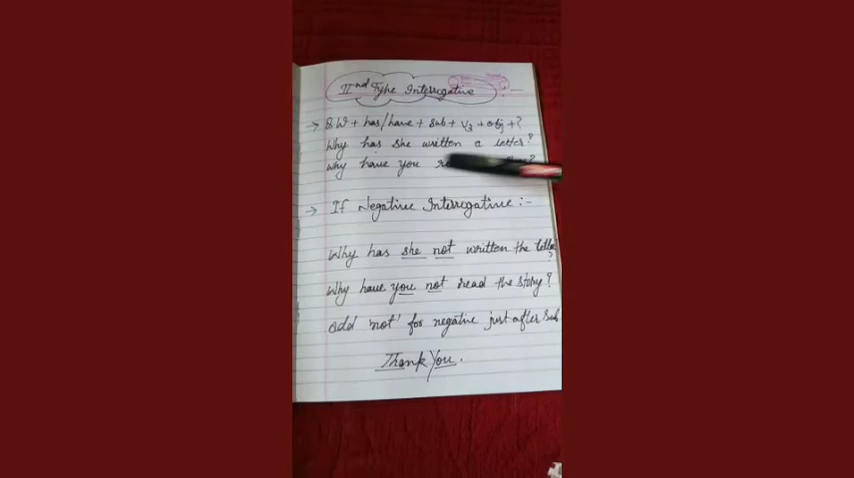 IInd Type Interrogative
→ Q W + has/have + sub + V3 + obj + ?
Why has she written a letter?
Why have you
→ If Negative Interrogative :-
Why has she not written the letter?
Why have you not read the story?
add 'not' for negative just after sub
Thank You.